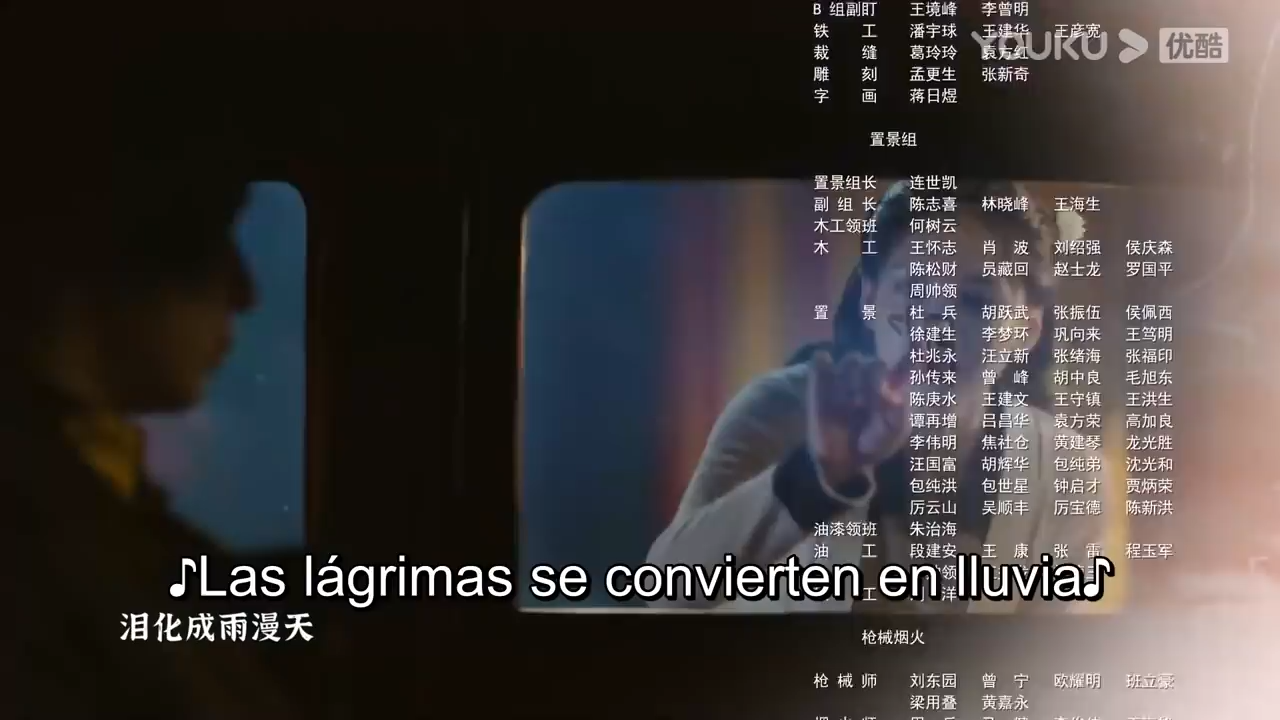 B 组副盯 王境峰 李曾明
铁 工 潘宇球 王建华 王彦宽
YOUKU 优酷
裁 缝 葛玲玲 袁方红
雕 刻 孟更生 张新奇
字 画 蒋日煜
置景组
置景组长 连世凯
副 组 长 陈志喜 林晓峰 王海生
木工领班 何树云
木 工 王怀志 肖 波 刘绍强 侯庆森
陈松财 员藏回 赵士龙 罗国平
周帅领
置 景 杜 兵 胡跃武 张振伍 侯佩西
徐建生 李梦环 巩向来 王笃明
杜兆永 汪立新 张绪海 张福印
孙传来 曾 峰 胡中良 毛旭东
陈庚水 王建文 王守镇 王洪生
谭再增 吕昌华 袁方荣 高加良
李伟明 焦社仓 黄建琴 龙光胜
汪国富 胡辉华 包纯弟 沈光和
包纯洪 包世星 钟启才 贾炳荣
厉云山 吴顺丰 厉宝德 陈新洪
油漆领班 朱治海
油 工 段建安 王 康 张 雷 程玉军
♪Las lágrimas se convierten en lluvia♪
工 洋
泪化成雨漫天
枪械烟火
枪 械 师 刘东园 曾 宁 欧耀明 班立豪
梁用叠 黄嘉永